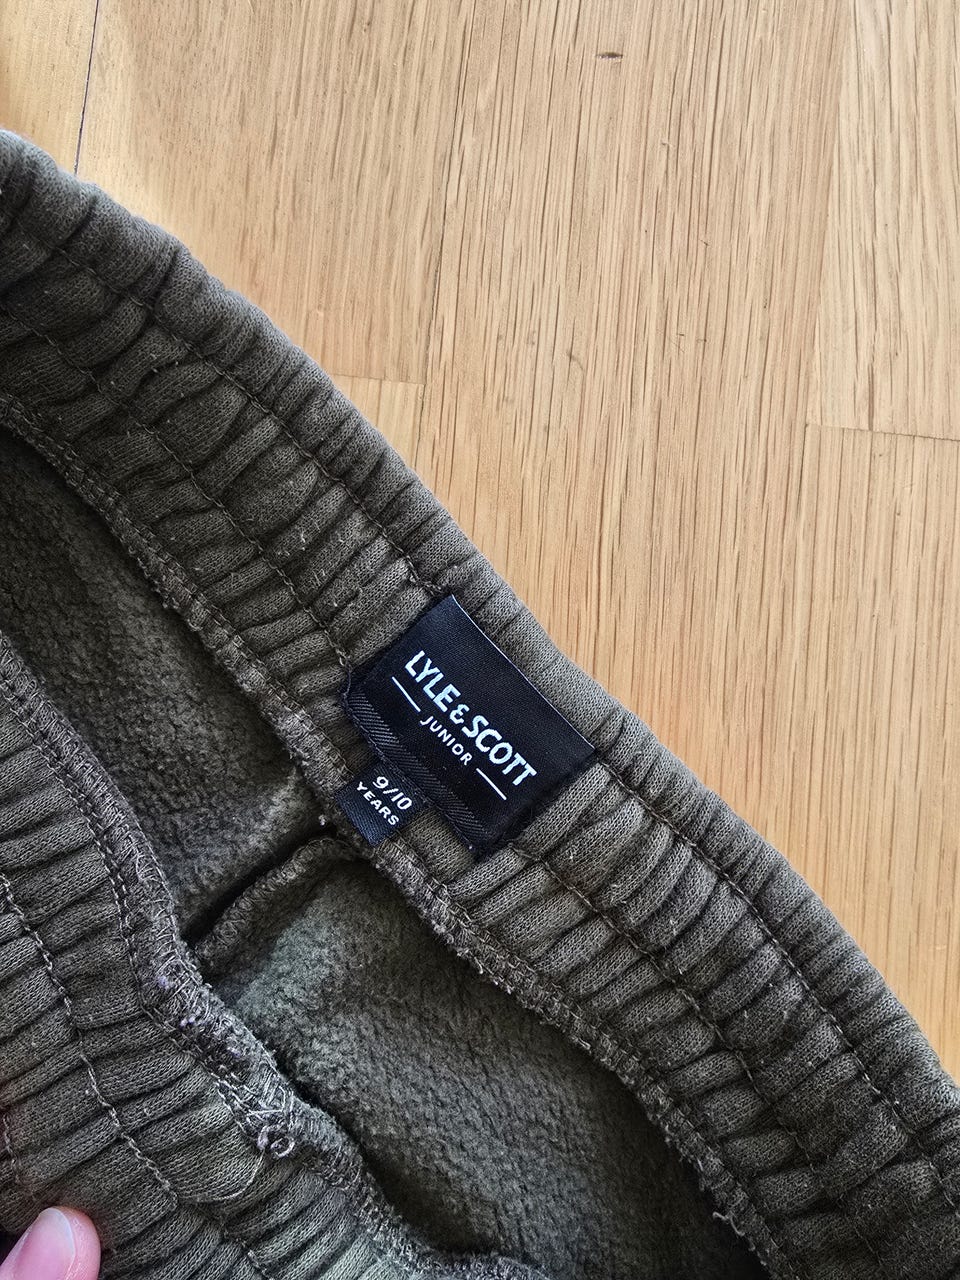 LYLE & SCOTT
JUNIOR
9/10
YEARS